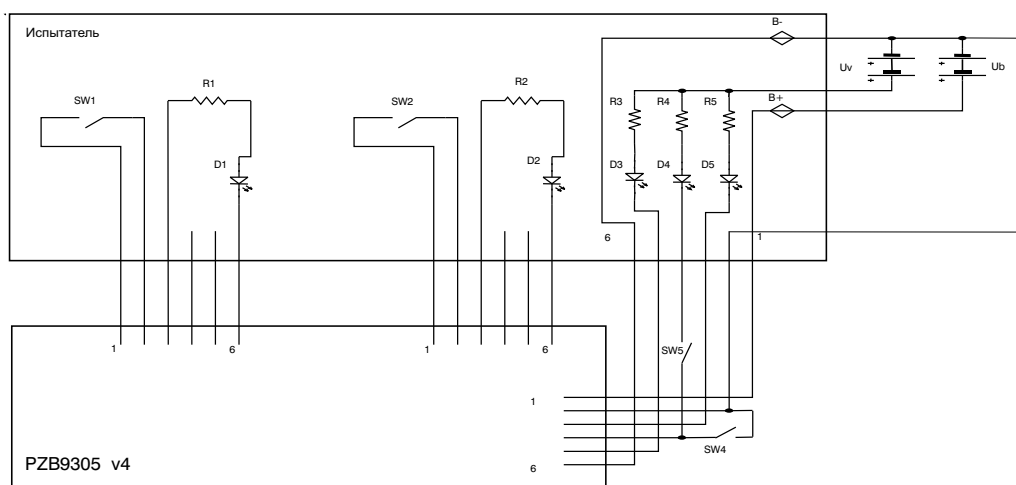 Испытатель
B-
Uv
Ub
R1
R2
SW1
SW2
R3
R4
R5
B+
D1
D2
D3
D4
D5
6
1
1
6
1
6
SW5
1
SW4
6
PZB9305 v4